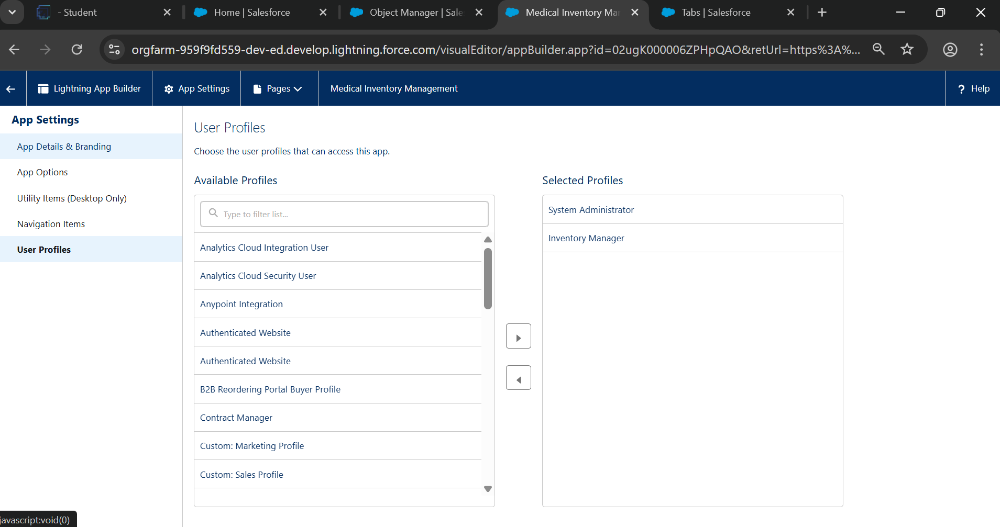 - Student
Home | Salesforce
Object Manager | Sale
Medical Inventory Mar
Tabs | Salesforce
orgfarm-959f9fd559-dev-ed.develop.lightning.force.com/visualEditor/appBuilder.app?id=02ugK000006ZPHpQAO&retUrl=https%3A%...
Lightning App Builder
App Settings
Pages
Medical Inventory Management
? Help
App Settings
App Details & Branding
App Options
Utility Items (Desktop Only)
Navigation Items
User Profiles
User Profiles
Choose the user profiles that can access this app.
Available Profiles
Type to filter list...
Analytics Cloud Integration User
Analytics Cloud Security User
Anypoint Integration
Authenticated Website
Authenticated Website
B2B Reordering Portal Buyer Profile
Contract Manager
Custom: Marketing Profile
Custom: Sales Profile
Selected Profiles
System Administrator
Inventory Manager
javascript:void(0)